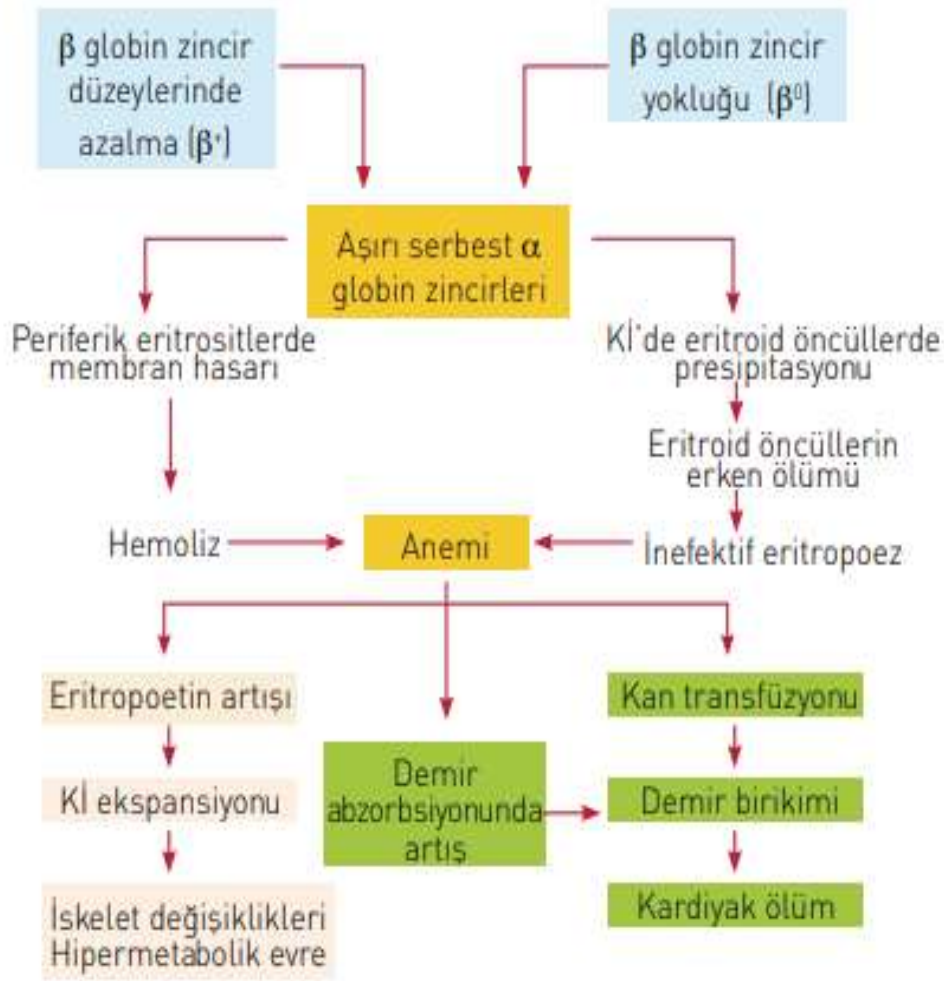 β globin zincir
düzeylerinde
azalma (β⁺)
β globin zincir
yokluğu (β⁰)
Aşırı serbest α
globin zincirleri
Periferik eritrositlerde
membran hasarı
Kİ'de eritroid öncüllerde
presipitasyonu
Eritroid öncüllerin
erken ölümü
Hemoliz
Anemi
İnefektif eritropoez
Eritropoetin artışı
Kan transfüzyonu
Kİ ekspansiyonu
Demir
abzorbsiyonunda
artış
Demir birikimi
İskelet değişiklikleri
Hipermetabolik evre
Kardiyak ölüm